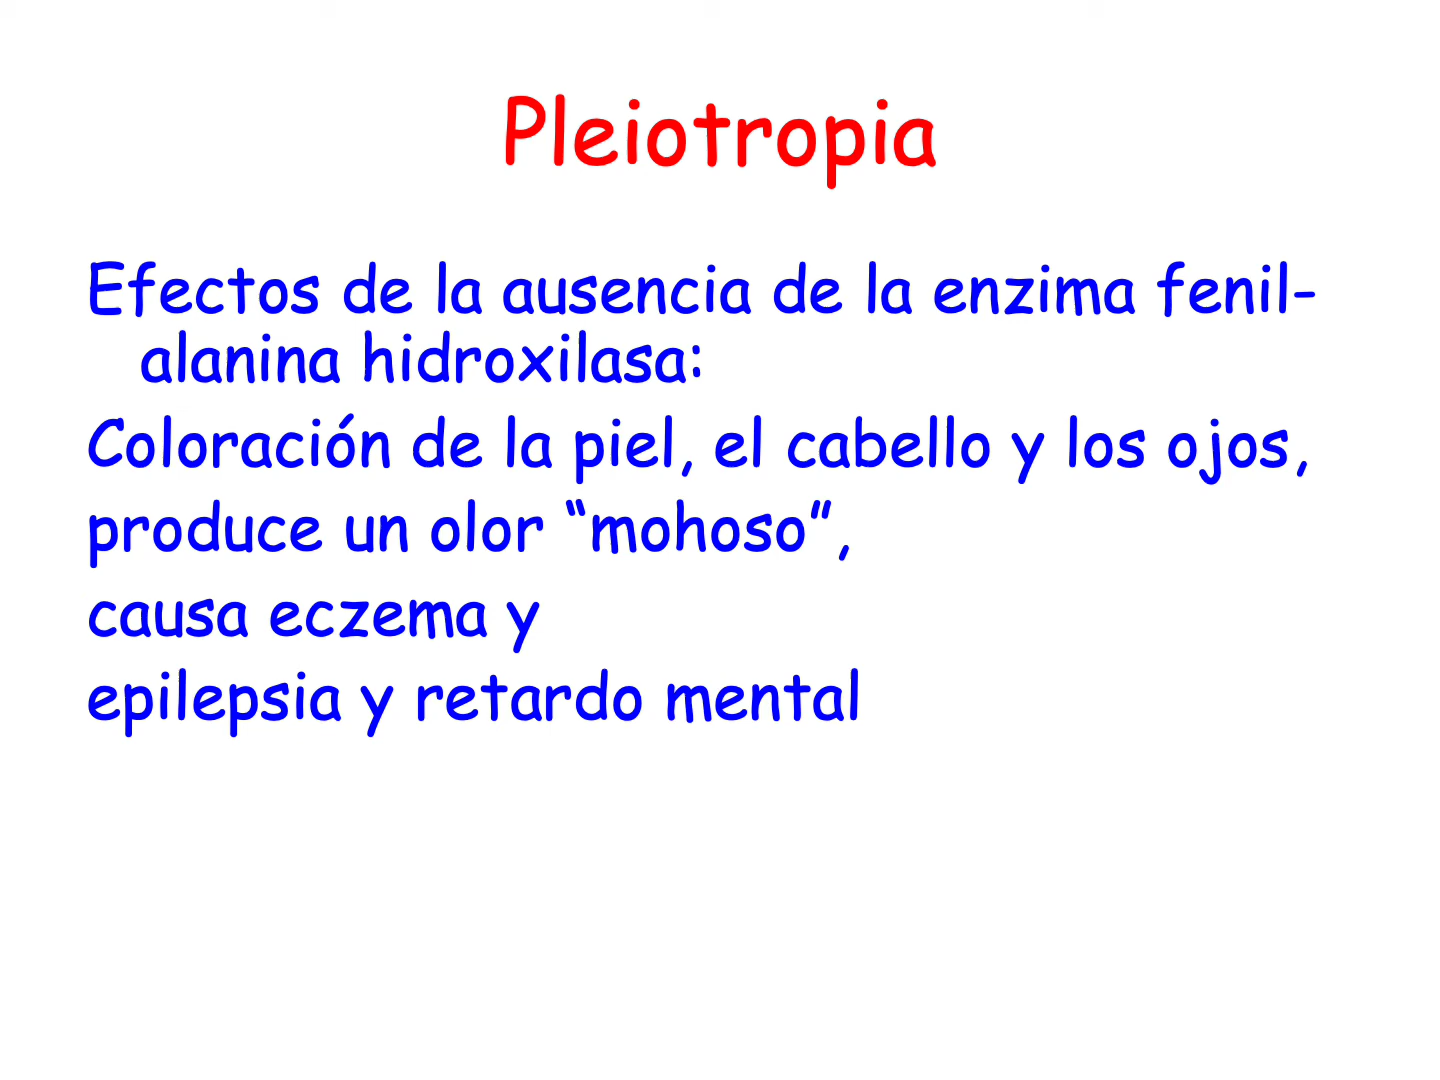 Pleiotropia
Efectos de la ausencia de la enzima fenil-
alanina hidroxilasa:
Coloración de la piel, el cabello y los ojos,
produce un olor “mohoso”,
causa eczema y
epilepsia y retardo mental